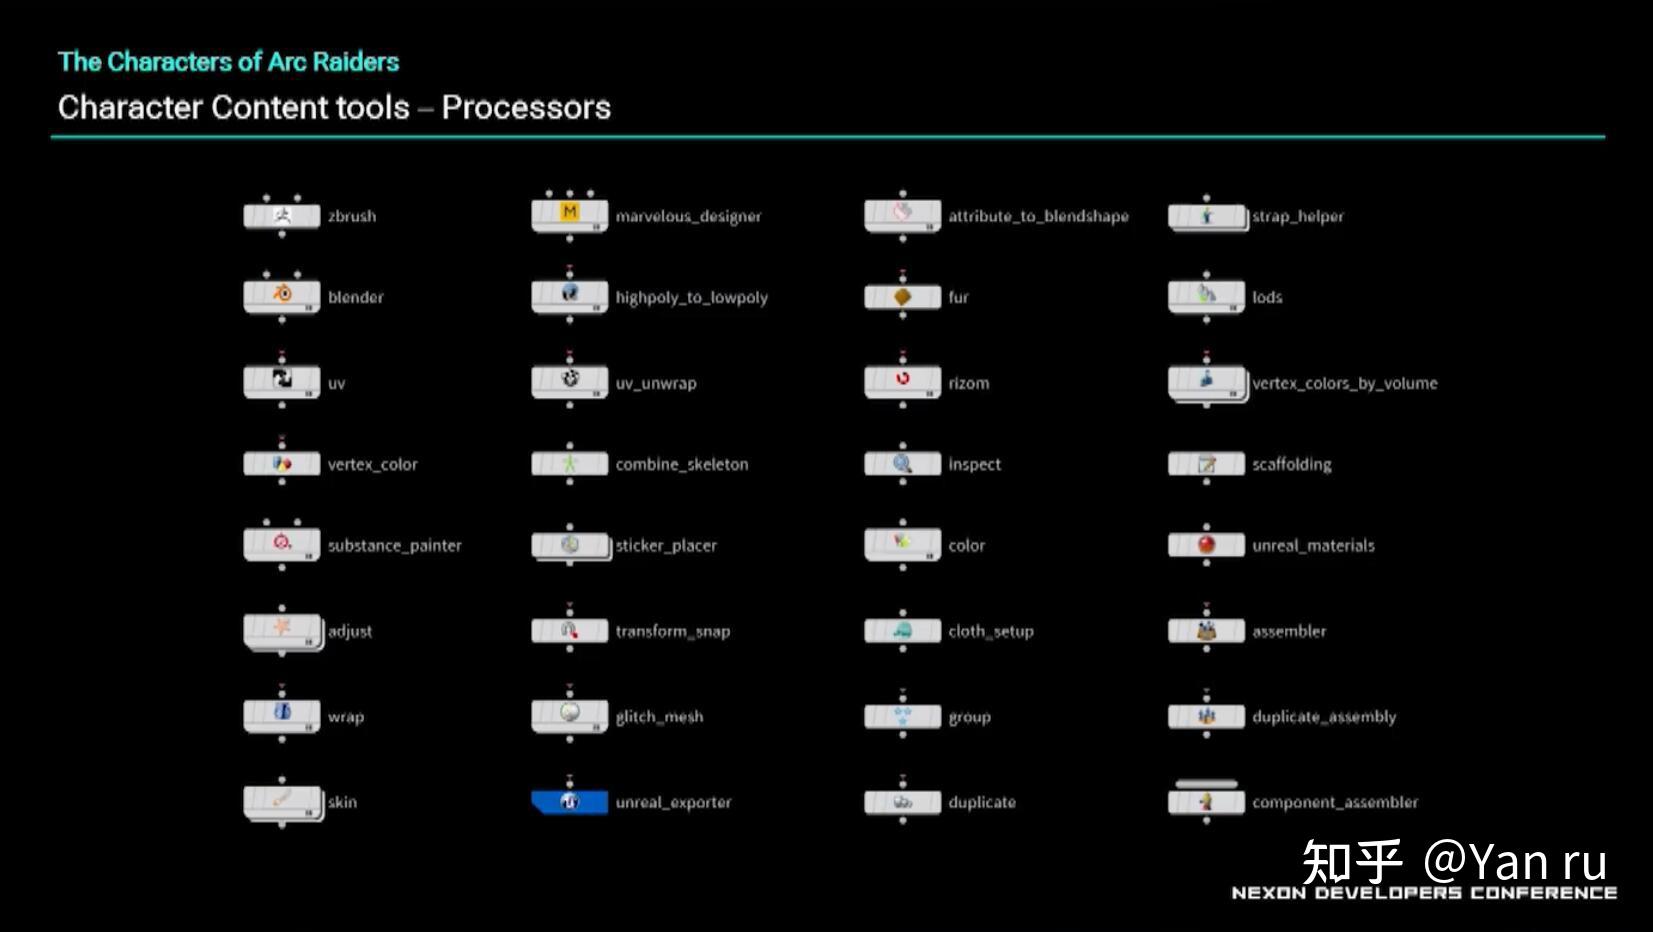 The Characters of Arc Raiders
Character Content tools – Processors
zbrush
marvelous_designer
attribute_to_blendshape
strap_helper
blender
highpoly_to_lowpoly
fur
lods
uv
uv_unwrap
rizom
vertex_colors_by_volume
vertex_color
combine_skeleton
inspect
scaffolding
substance_painter
sticker_placer
color
unreal_materials
adjust
transform_snap
cloth_setup
assembler
wrap
glitch_mesh
group
duplicate_assembly
skin
unreal_exporter
duplicate
component_assembler
知乎 @Yan ru
NEXON DEVELOPERS CONFERENCE